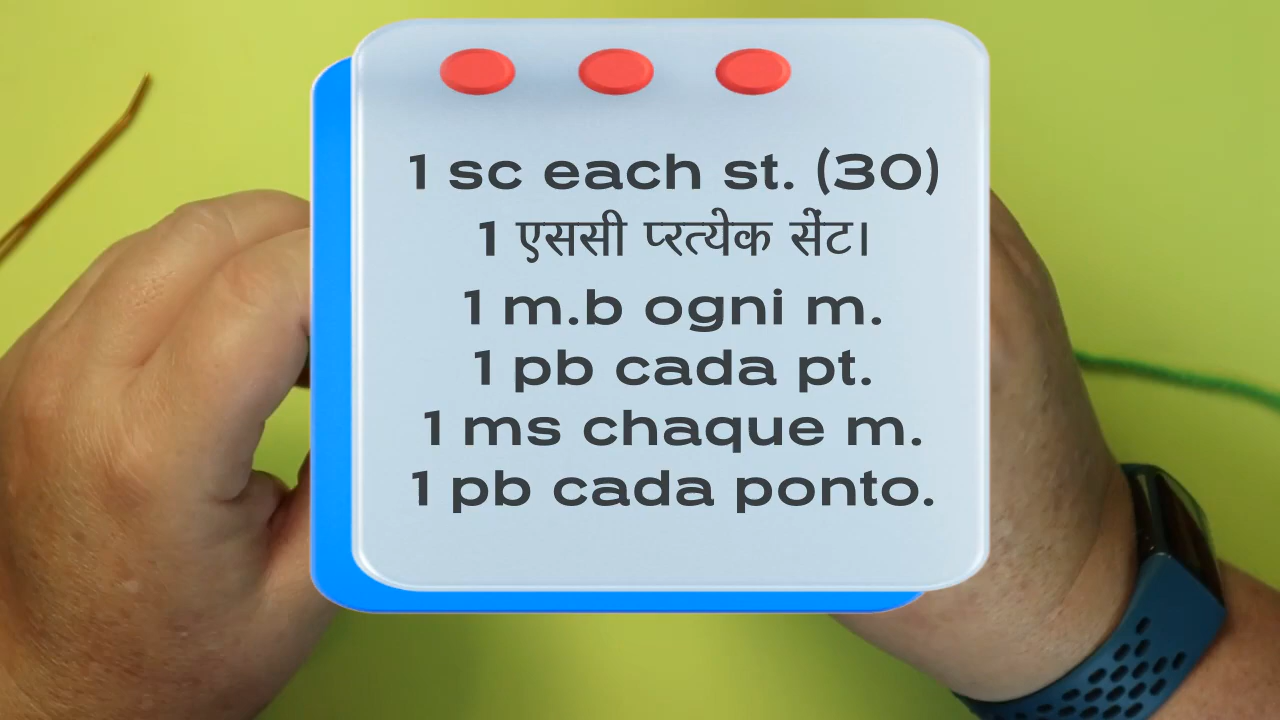 1 sc each st. (30)
1 एससी प्रत्येक सेंट।
1 m.b ogni m.
1 pb cada pt.
1 ms chaque m.
1 pb cada ponto.